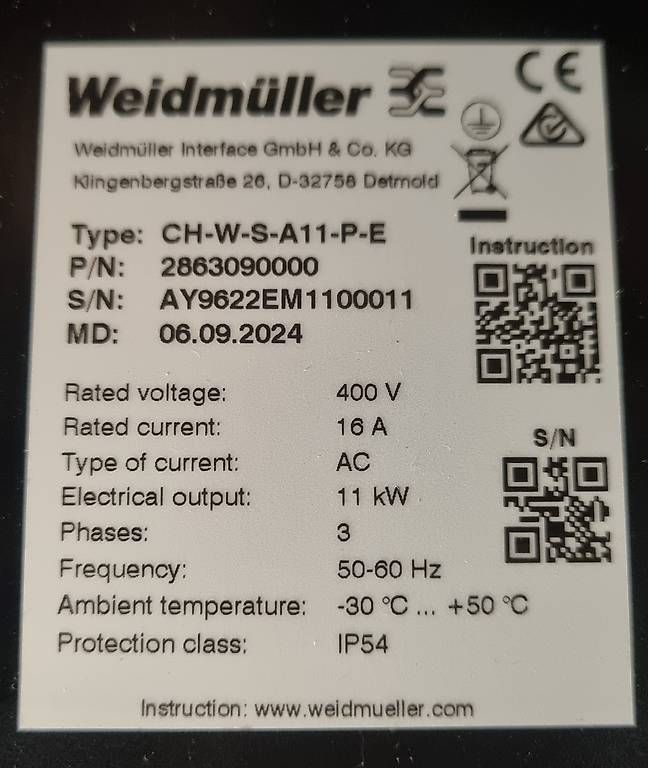 Weidmüller
CE
Weidmüller Interface GmbH & Co. KG
Klingenbergstraße 26, D-32758 Detmold
Type: CH-W-S-A11-P-E
P/N: 2863090000
S/N: AY9622EM1100011
MD: 06.09.2024
Instruction
Rated voltage: 400 V
Rated current: 16 A
Type of current: AC
Electrical output: 11 kW
Phases: 3
Frequency: 50-60 Hz
Ambient temperature: -30 °C ... +50 °C
Protection class: IP54
S/N
Instruction: www.weidmueller.com